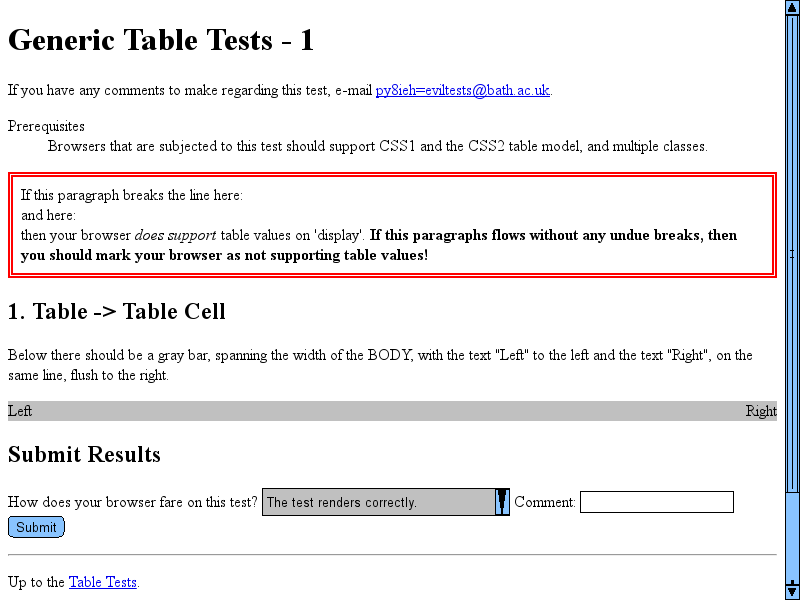 Generic Table Tests - 1
If you have any comments to make regarding this test, e-mail py8ieh=eviltests@bath.ac.uk.
Prerequisites
Browsers that are subjected to this test should support CSS1 and the CSS2 table model, and multiple classes.
If this paragraph breaks the line here:
and here:
then your browser does support table values on 'display'. If this paragraphs flows without any undue breaks, then
you should mark your browser as not supporting table values!
1. Table -> Table Cell
Below there should be a gray bar, spanning the width of the BODY, with the text "Left" to the left and the text "Right", on the
same line, flush to the right.
Left Right
Submit Results
How does your browser fare on this test? The test renders correctly. Comment:
Submit
Up to the Table Tests.